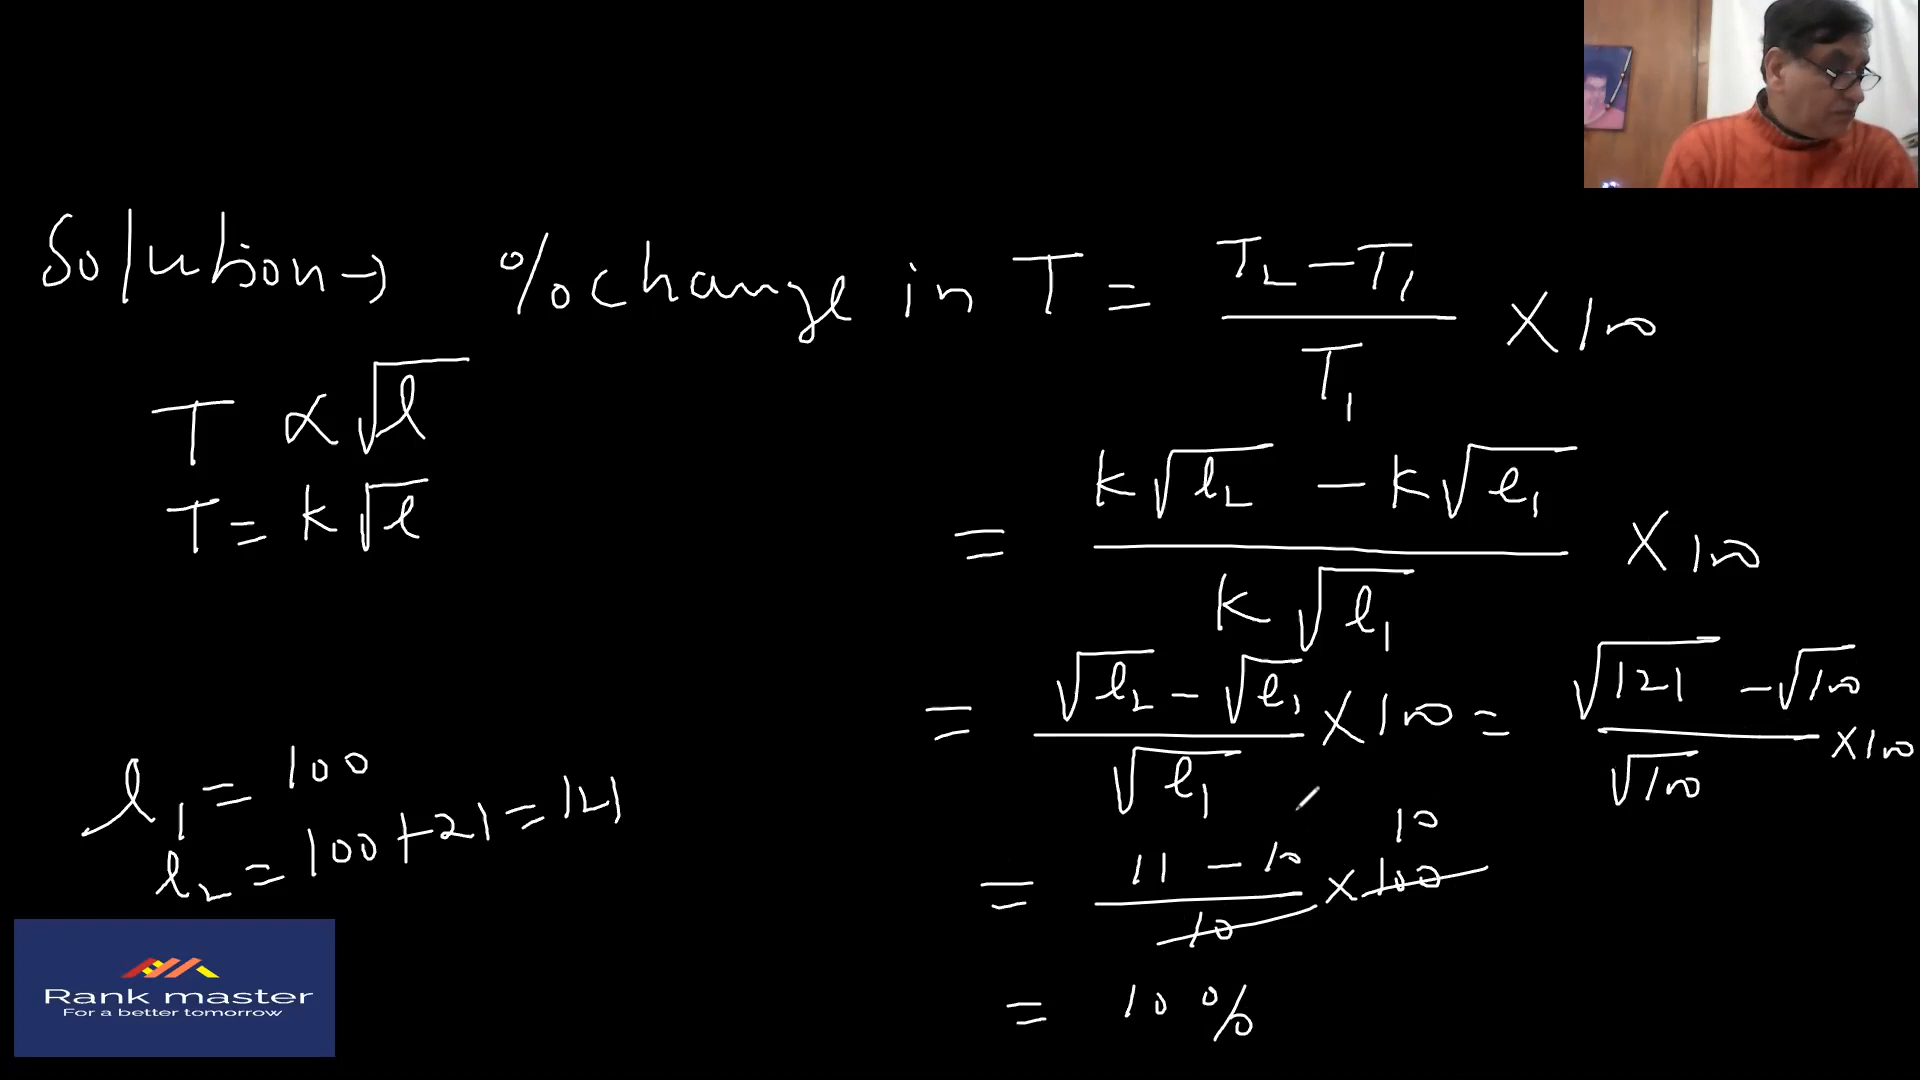 Solution → % change in T = (T₂ − T₁)/T₁ × 100
T ∝ √l
T = k√l
= (k√l₂ − k√l₁)/(k√l₁) × 100
= (√l₂ − √l₁)/√l₁ × 100 = (√121 − √100)/√100 × 100
l₁ = 100
l₂ = 100 + 21 = 121
= (11 − 10)/10 × 100 10
= 10 %
Rank master
For a better tomorrow